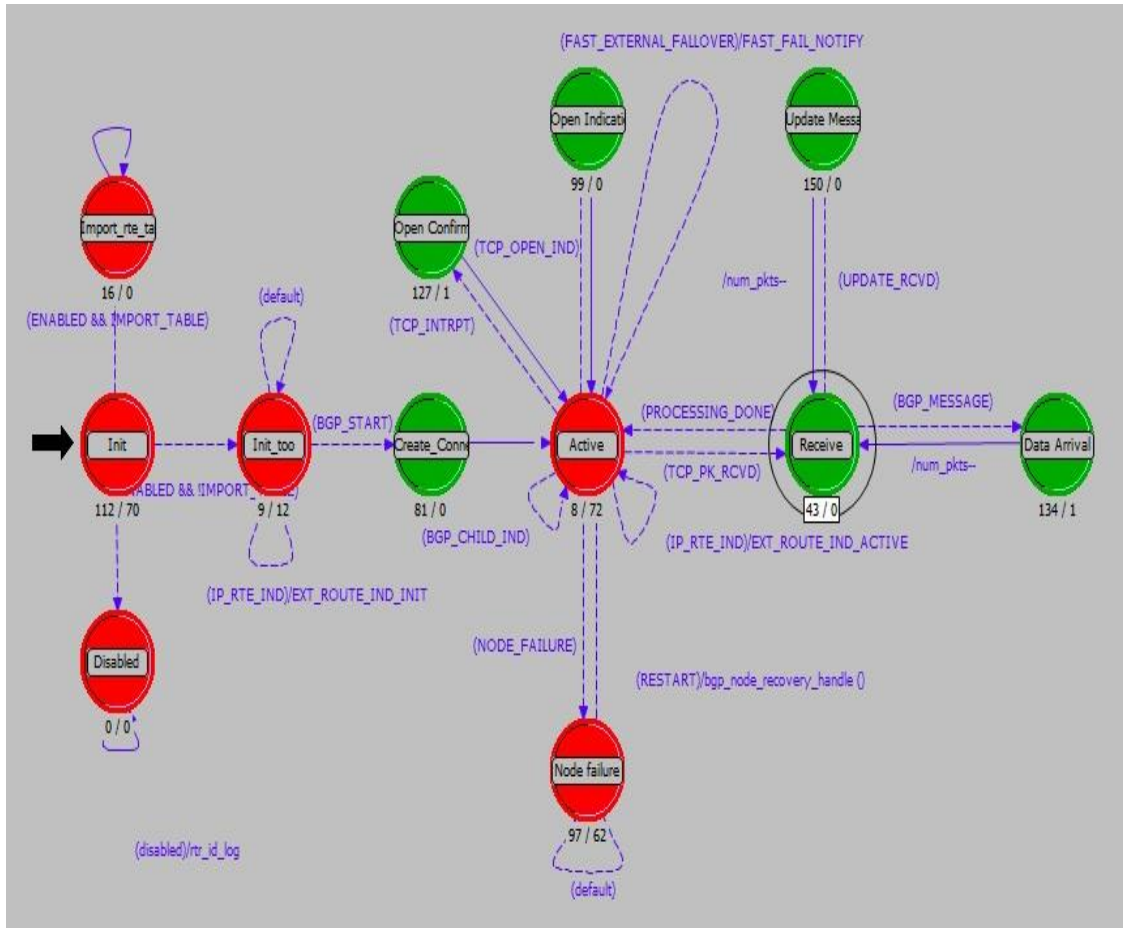 (FAST_EXTERNAL_FALLOVER)/FAST_FAIL_NOTIFY
Open Indicati
99 / 0
Update Messa
150 / 0
Import_rte_ta
16 / 0
(ENABLED && IMPORT_TABLE)
Open Confirm
127 / 1
(TCP_OPEN_IND)
(TCP_INTRPT)
/num_pkts--
(UPDATE_RCVD)
(default)
Init
112 / 70
Init_too
9 / 12
(BGP_START)
Create_Conne
81 / 0
Active
8 / 72
(PROCESSING_DONE)
(TCP_PK_RCVD)
Receive
43 / 0
(BGP_MESSAGE)
/num_pkts--
Data Arrival
134 / 1
(BGP_CHILD_IND)
(IP_RTE_IND)/EXT_ROUTE_IND_ACTIVE
(IP_RTE_IND)/EXT_ROUTE_IND_INIT
Disabled
0 / 0
(NODE_FAILURE)
(RESTART)/bgp_node_recovery_handle ()
Node failure
97 / 62
(default)
(disabled)/rtr_id_log